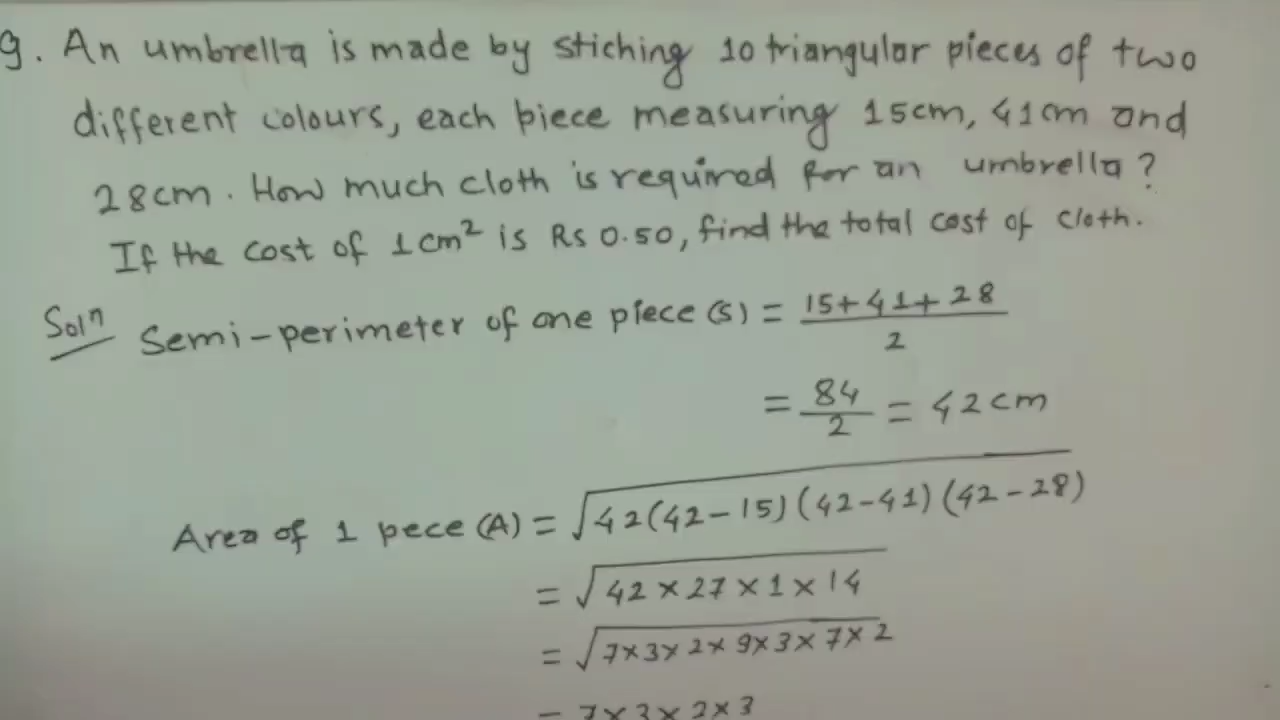 9. An umbrella is made by stiching 10 triangular pieces of two
different colours, each piece measuring 15cm, 41cm and
28cm. How much cloth is required for an umbrella?
If the cost of 1cm² is Rs 0.50, find the total cost of cloth.
Solⁿ Semi-perimeter of one piece (s) = 15+41+28 / 2
= 84/2 = 42cm
Area of 1 pece (A) = √42(42-15)(42-41)(42-28)
= √42×27×1×14
= √7×3×2×9×3×7×2
= 7×3×2×3